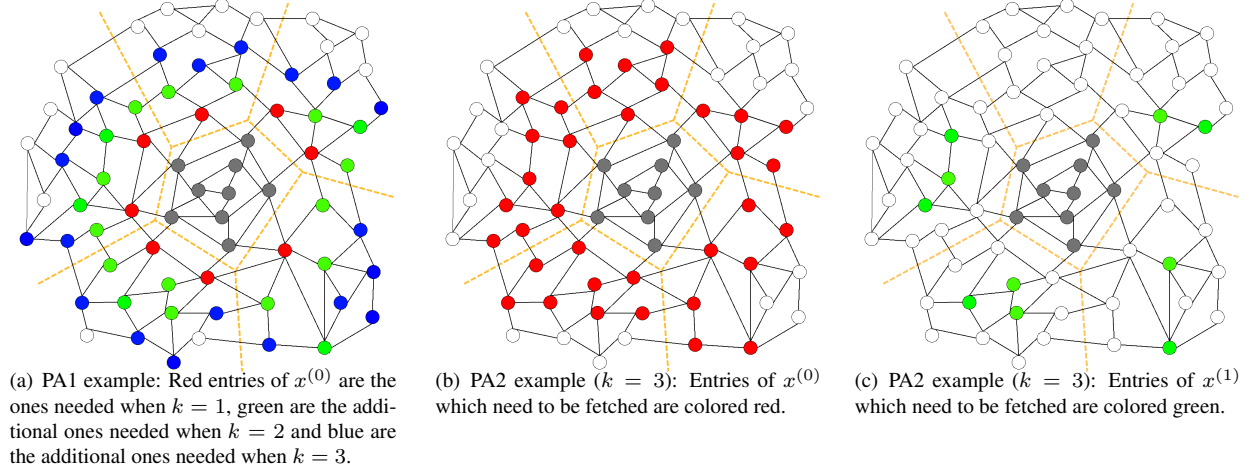 (a) PA1 example: Red entries of x^(0) are the
ones needed when k = 1, green are the addi-
tional ones needed when k = 2 and blue are
the additional ones needed when k = 3.
(b) PA2 example (k = 3): Entries of x^(0)
which need to be fetched are colored red.
(c) PA2 example (k = 3): Entries of x^(1)
which need to be fetched are colored green.